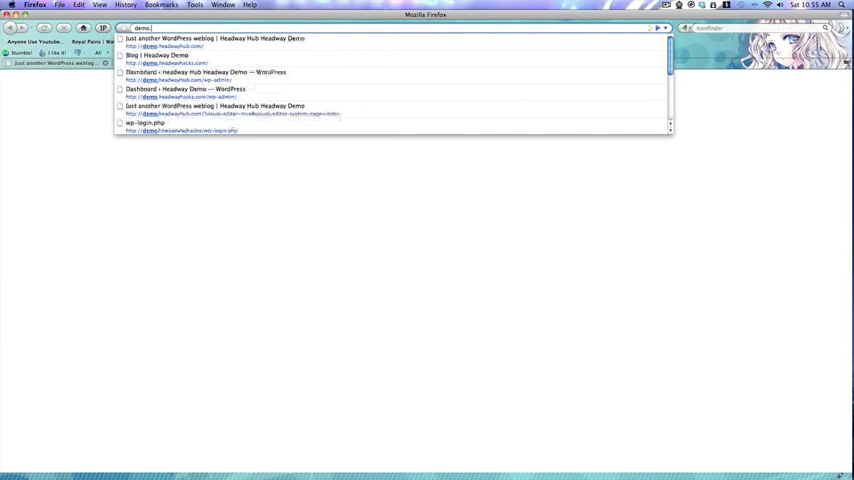 Firefox File Edit View History Bookmarks Tools Window Help Sat 10:55 AM
Mozilla Firefox
1P demo. iconfinder
Anyone Use Youtube... Royal Pains | Wa
Stumble! I like it! All
Just another WordPress weblog...
Just another WordPress weblog | Headway Hub Headway Demo
http://demo.headwayhub.com/
Blog | Headway Demo
http://demo.headwayhacks.com/
Dashboard ‹ Headway Hub Headway Demo — WordPress
http://demo.headwayhub.com/wp-admin/
Dashboard ‹ Headway Demo — WordPress
http://demo.headwayhacks.com/wp-admin/
Just another WordPress weblog | Headway Hub Headway Demo
wp-login.php